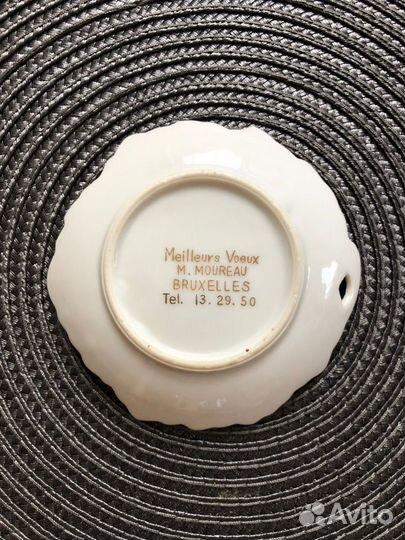 Meilleurs Voeux
M. MOUREAU
BRUXELLES
Tel. 13. 29. 50
Avito